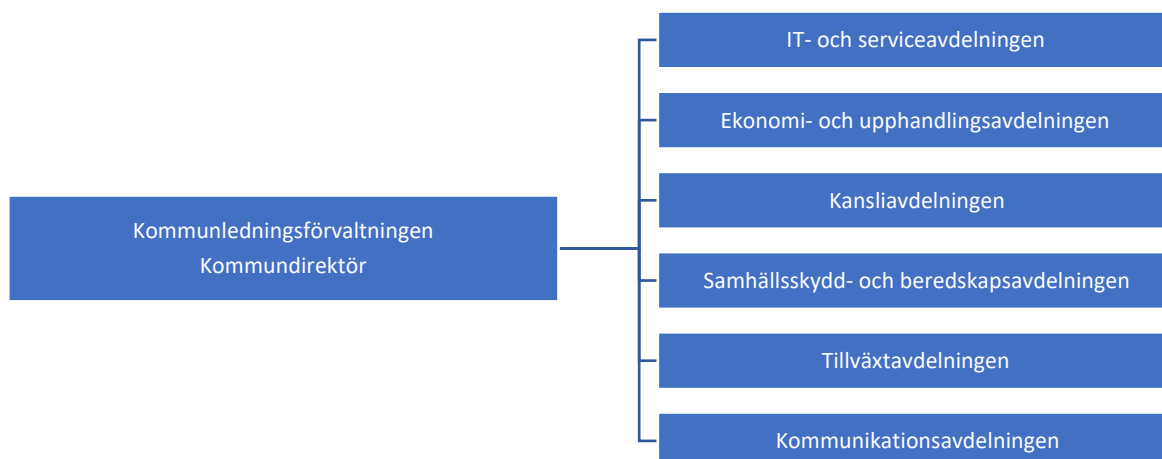 Kommunledningsförvaltningen
Kommundirektör
IT- och serviceavdelningen
Ekonomi- och upphandlingsavdelningen
Kansliavdelningen
Samhällsskydd- och beredskapsavdelningen
Tillväxtavdelningen
Kommunikationsavdelningen